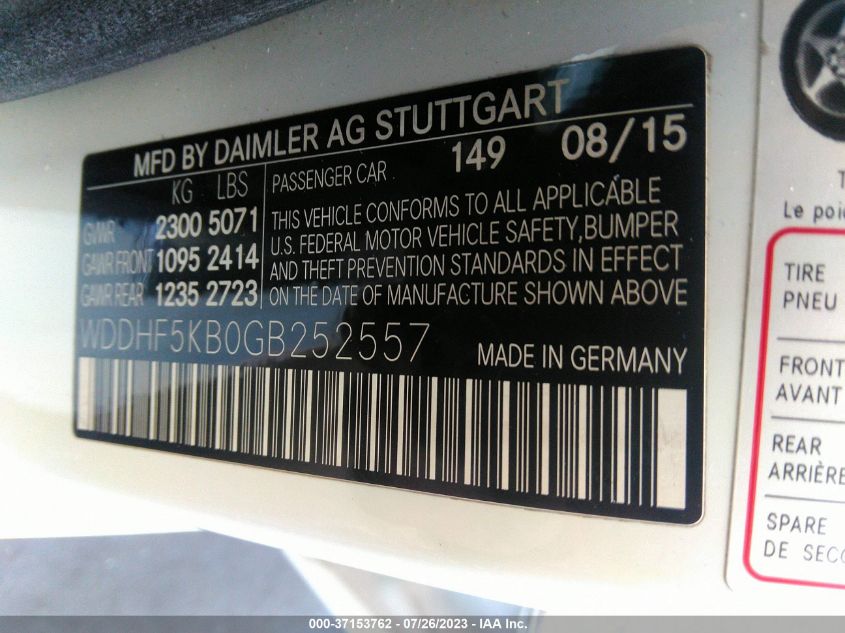 MFD BY DAIMLER AG STUTTGART
KG LBS
GVWR 2300 5071
GAWR FRONT 1095 2414
GAWR REAR 1235 2723
PASSENGER CAR 149 08/15
THIS VEHICLE CONFORMS TO ALL APPLICABLE
U.S. FEDERAL MOTOR VEHICLE SAFETY, BUMPER
AND THEFT PREVENTION STANDARDS IN EFFECT
ON THE DATE OF MANUFACTURE SHOWN ABOVE
WDDHF5KB0GB252557
MADE IN GERMANY
Le
TIRE
PNEU
FRONT
AVANT
REAR
ARRIÈRE
SPARE
DE
000-37153762 - 07/26/2023 - IAA Inc.